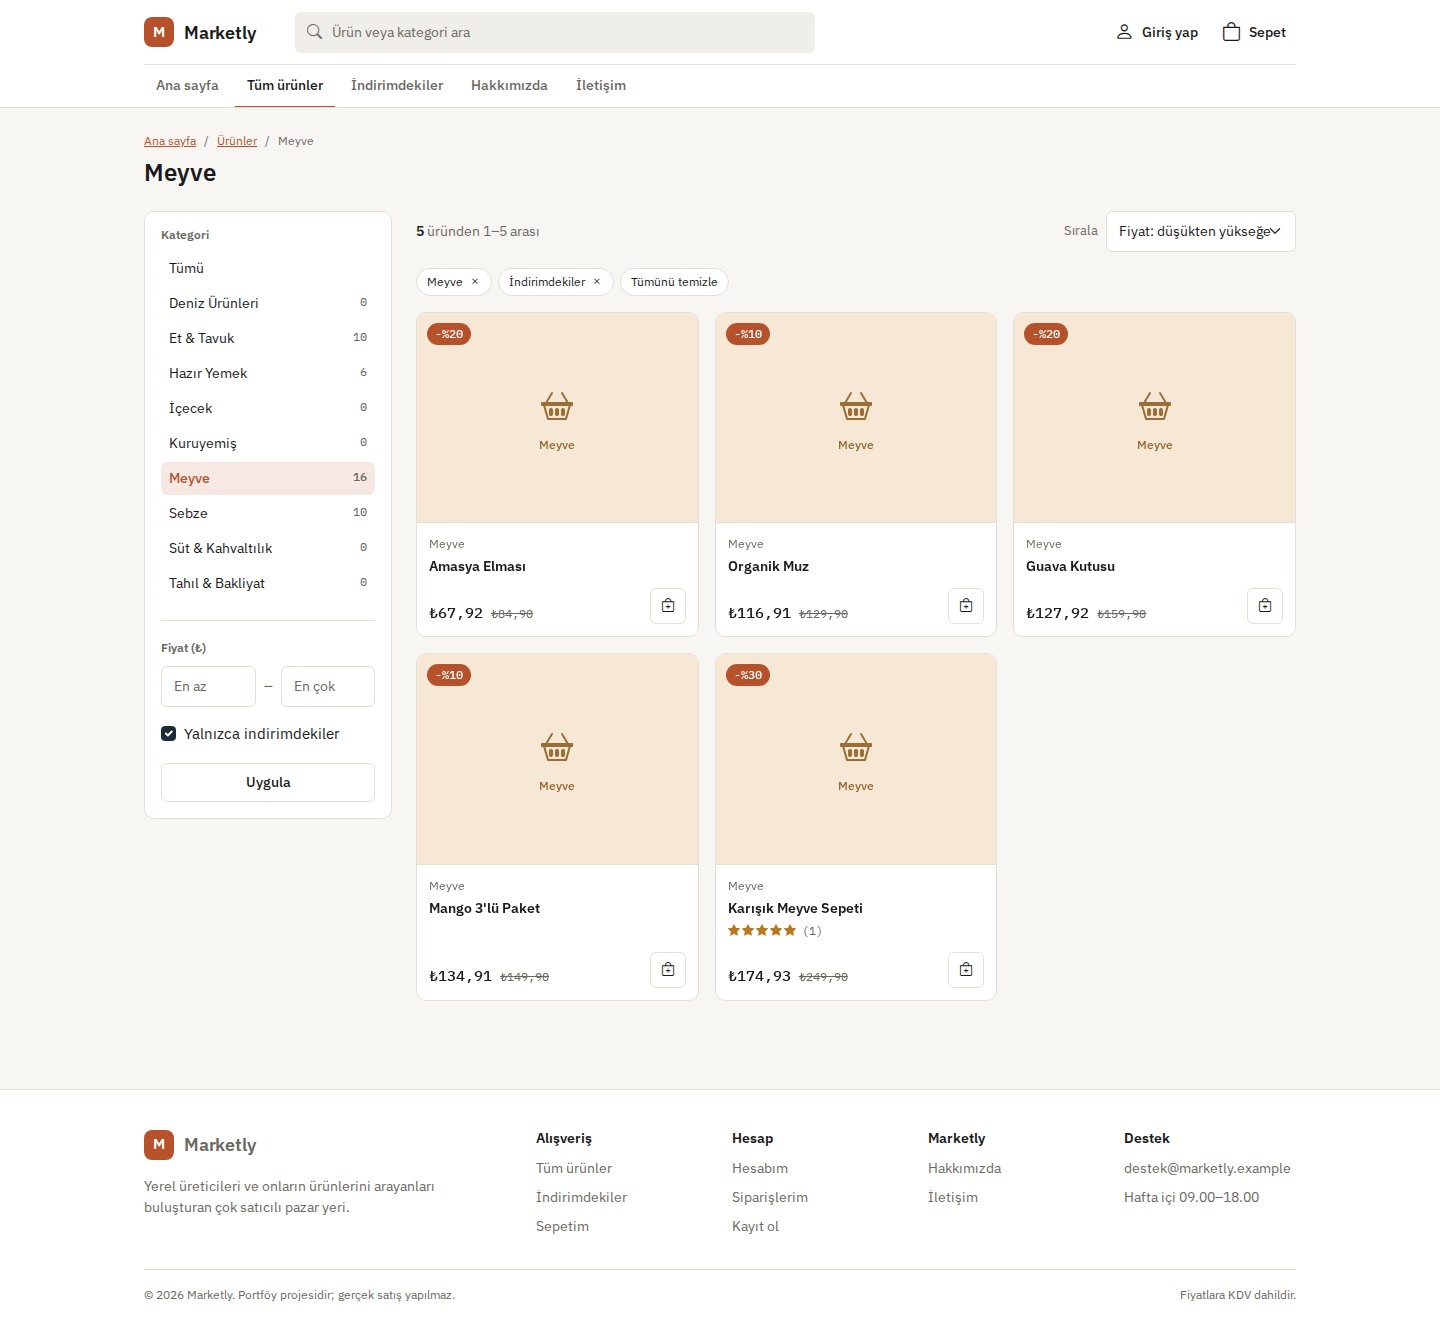 M Marketly
Ürün veya kategori ara
Giriş yap
Sepet
Ana sayfa
Tüm ürünler
İndirimdekiler
Hakkımızda
İletişim
Ana sayfa / Ürünler / Meyve
Meyve
Kategori
Tümü
Deniz Ürünleri 0
Et & Tavuk 10
Hazır Yemek 6
İçecek 0
Kuruyemiş 0
Meyve 16
Sebze 10
Süt & Kahvaltılık 0
Tahıl & Bakliyat 0
Fiyat (₺)
En az – En çok
Yalnızca indirimdekiler
Uygula
5 üründen 1–5 arası
Sırala
Fiyat: düşükten yükseğe
Meyve ×
İndirimdekiler ×
Tümünü temizle
-%20
Meyve
Meyve
Amasya Elması
₺67,92 ₺84,90
-%10
Meyve
Meyve
Organik Muz
₺116,91 ₺129,90
-%20
Meyve
Meyve
Guava Kutusu
₺127,92 ₺159,90
-%10
Meyve
Meyve
Mango 3'lü Paket
₺134,91 ₺149,90
-%30
Meyve
Meyve
Karışık Meyve Sepeti
(1)
₺174,93 ₺249,90
M Marketly
Yerel üreticileri ve onların ürünlerini arayanları
buluşturan çok satıcılı pazar yeri.
Alışveriş
Tüm ürünler
İndirimdekiler
Sepetim
Hesap
Hesabım
Siparişlerim
Kayıt ol
Marketly
Hakkımızda
İletişim
Destek
destek@marketly.example
Hafta içi 09.00–18.00
© 2026 Marketly. Portföy projesidir; gerçek satış yapılmaz.
Fiyatlara KDV dahildir.